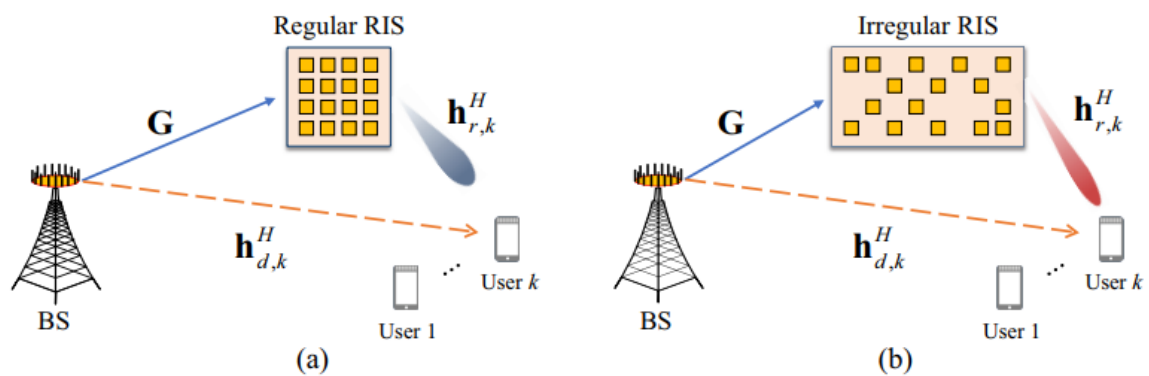 Regular RIS
G
h_{r,k}^H
h_{d,k}^H
BS
User 1
...
User k
(a)
Irregular RIS
G
h_{r,k}^H
h_{d,k}^H
BS
User 1
...
User k
(b)